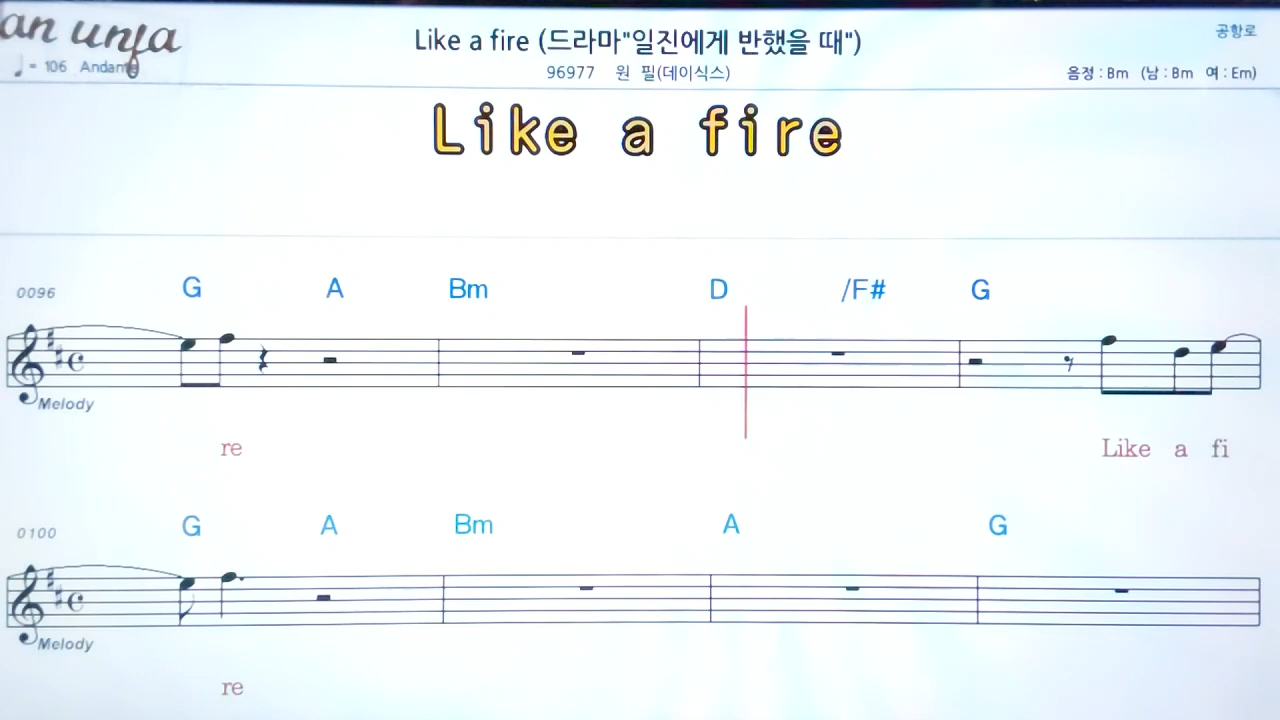 an unfa
Like a fire (드라마"일진에게 반했을 때")
공항로
♩= 106 Andante
96977 원 필(데이식스)
음정 : Bm (남 : Bm 여 : Em)
Like a fire
0096 G A Bm D /F# G
Melody
re Like a fi
0100 G A Bm A G
Melody
re